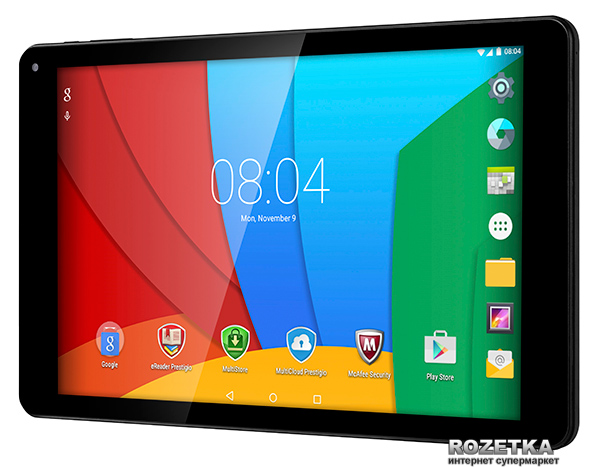 08:04
g
08:04
Mon, November 9
g
Google
eReader Prestigio
MultiStore
MultiCloud Prestigio
McAfee Security
Play Store
Email
ROZETKA
интернет супермаркет